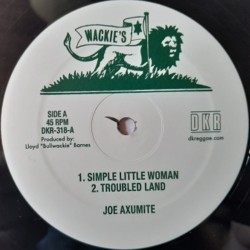 WACKIE'S
SIDE A
45 RPM
DKR-318-A
Produced by:
Lloyd "Bullwackie" Barnes
DKR
dkreggae.com
1. SIMPLE LITTLE WOMAN
2. TROUBLED LAND
JOE AXUMITE